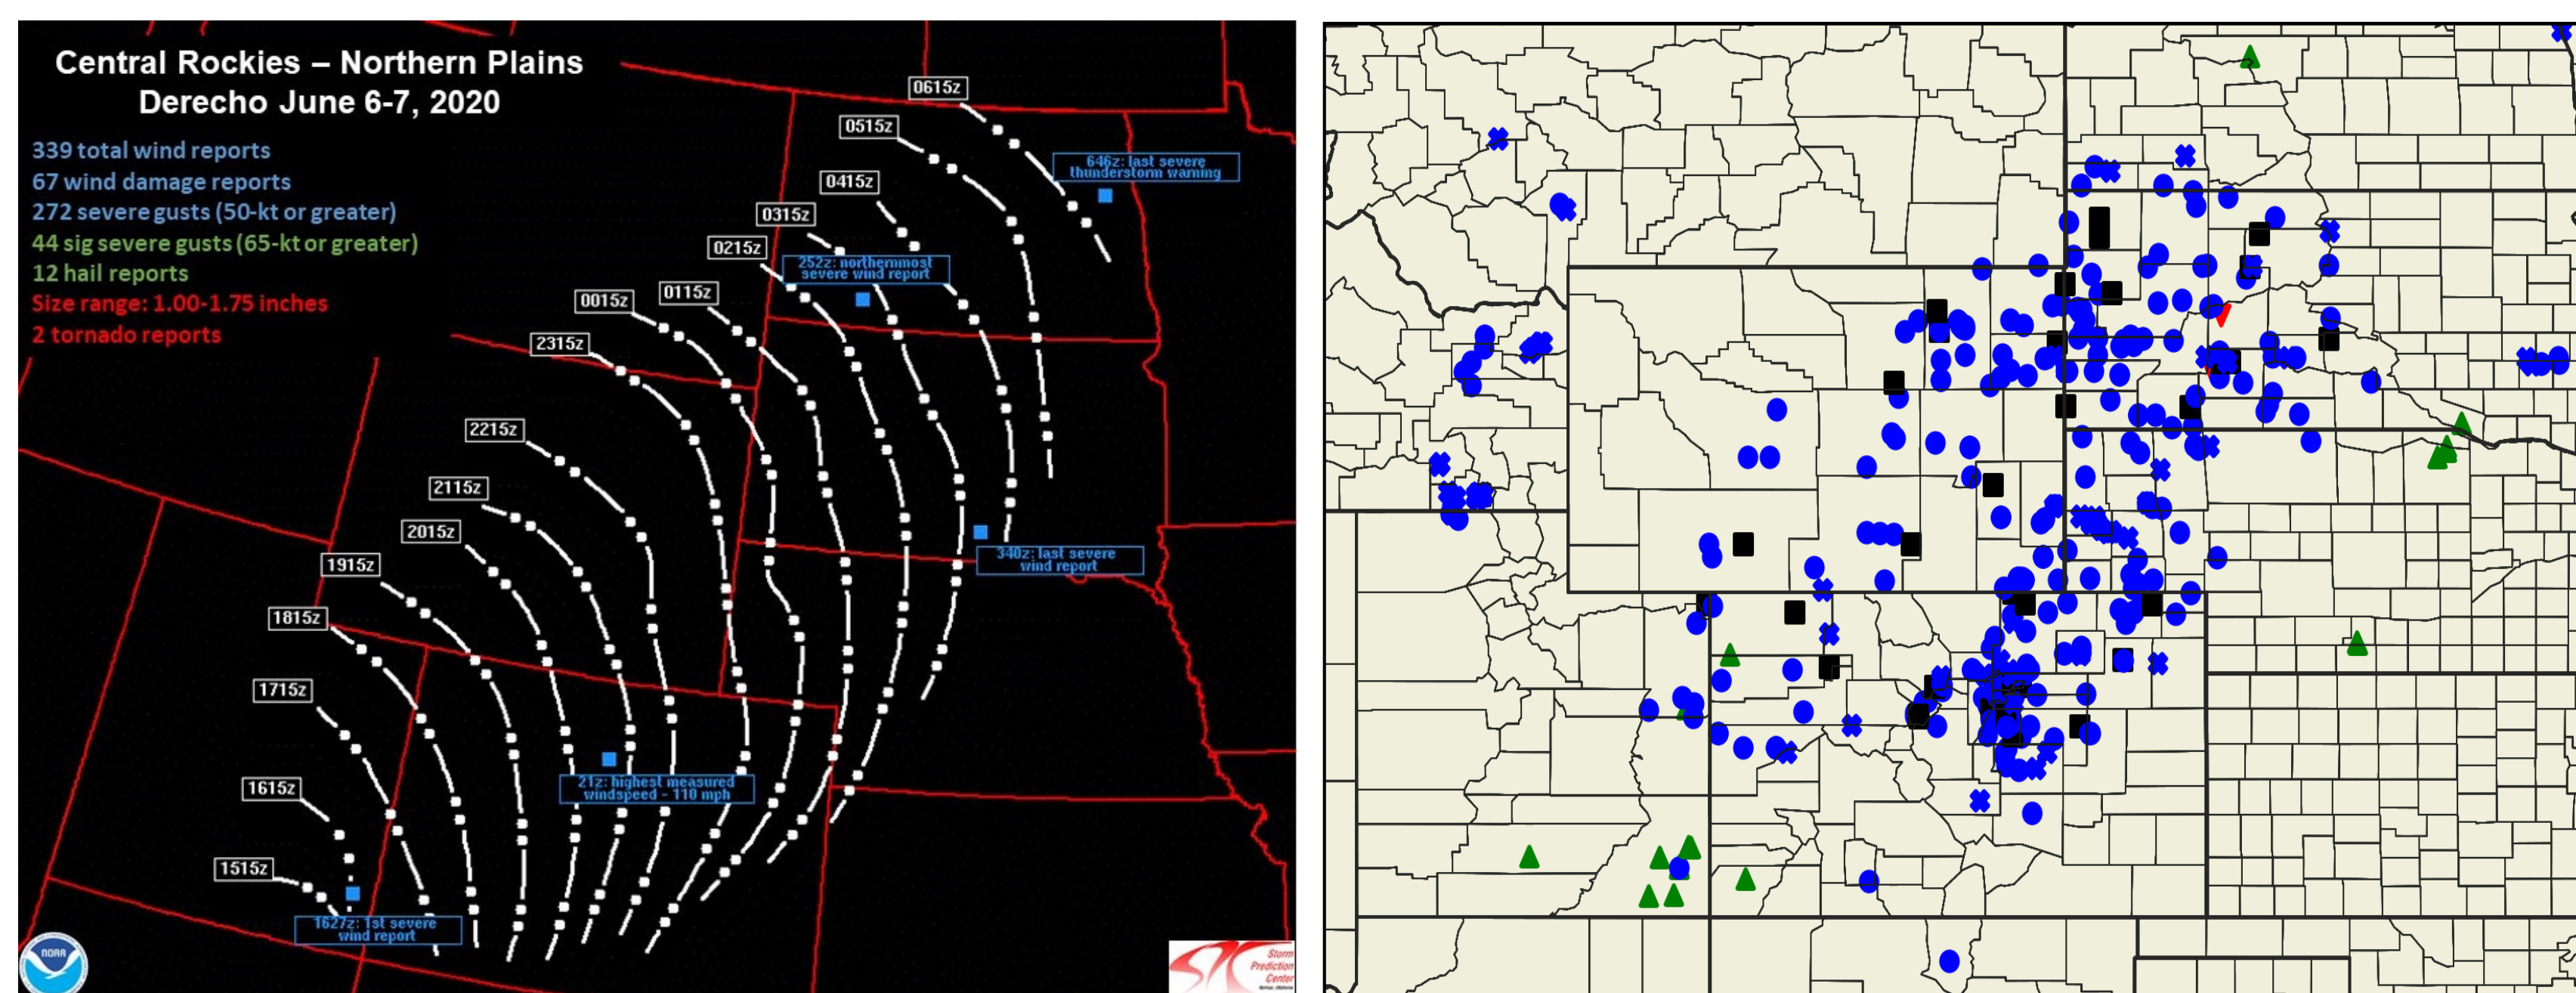 Central Rockies – Northern Plains
Derecho June 6-7, 2020
339 total wind reports
67 wind damage reports
272 severe gusts (50-kt or greater)
44 sig severe gusts (65-kt or greater)
12 hail reports
Size range: 1.00-1.75 inches
2 tornado reports
0615z
0515z
646z: last severe
thunderstorm warning
0415z
0315z
0215z
252z: northernmost
severe wind report
0115z
0015z
2315z
2215z
2115z
2015z
340z: last severe
wind report
1915z
1815z
1715z
21z: highest measured
windspeed - 110 mph
1615z
1515z
1627z: 1st severe
wind report
NOAA
Storm
Prediction
Center